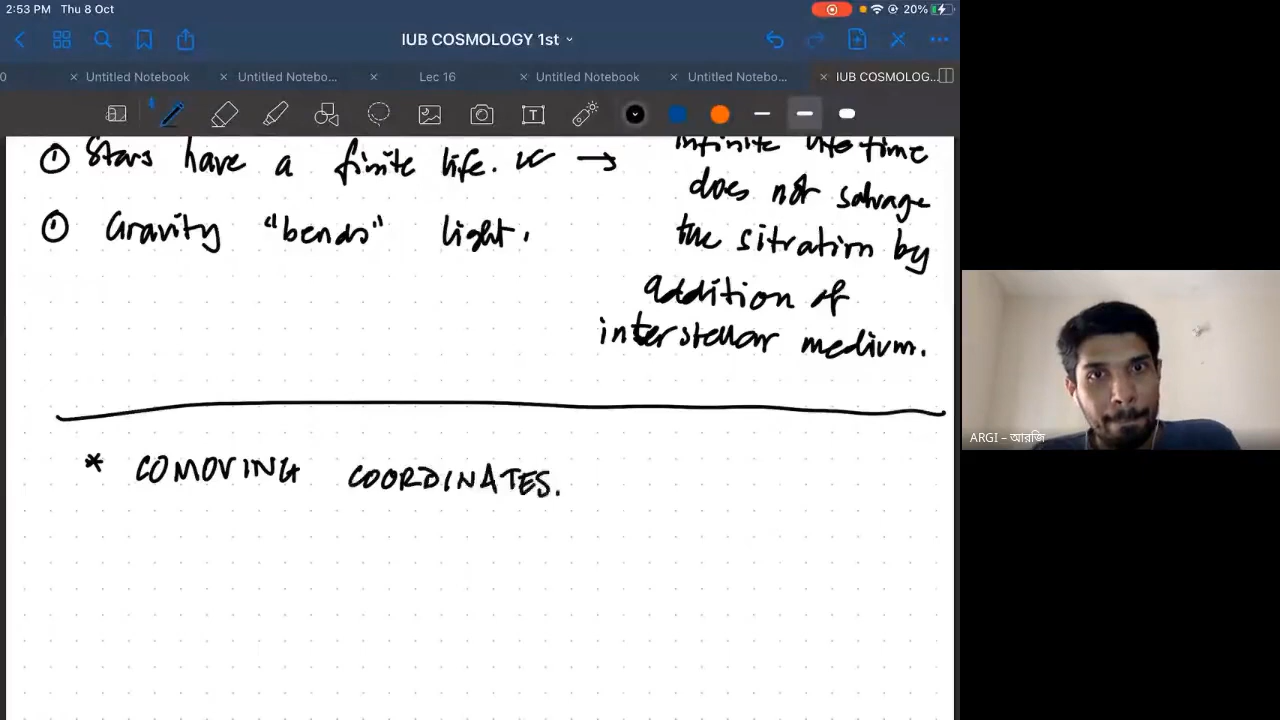 2:53 PM Thu 8 Oct
20%
IUB COSMOLOGY 1st
0
Untitled Notebook
Untitled Notebo...
Lec 16
Untitled Notebook
Untitled Notebo...
IUB COSMOLOG...
T
① Stars have a finite life. →
infinite life time
does not salvage
the sitration by
addition of
interstellar medium.
① Gravity "bends" light.
* COMOVING COORDINATES.
ARGI – আরজি